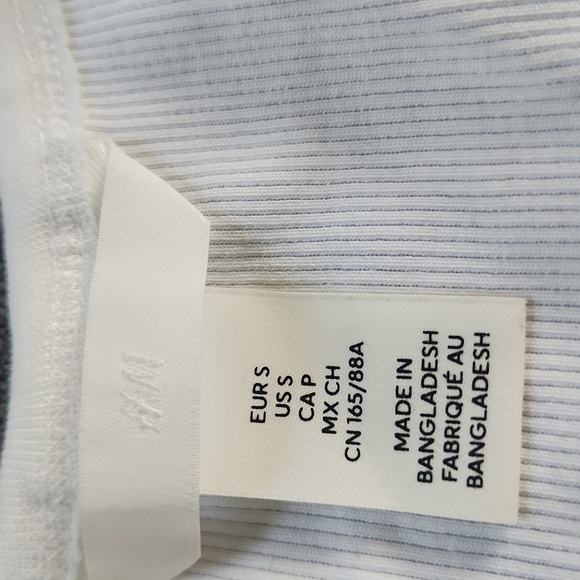 H&M
EUR S
US S
CA P
MX CH
CN 165/88A
MADE IN
BANGLADESH
FABRIQUÉ AU
BANGLADESH